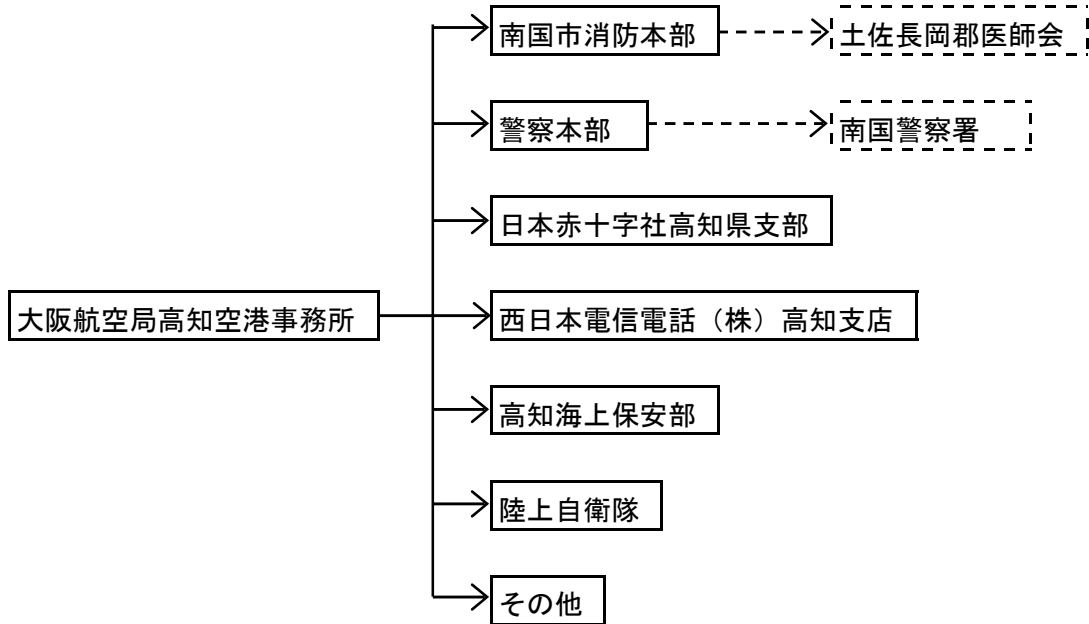 南国市消防本部
土佐長岡郡医師会
警察本部
南国警察署
日本赤十字社高知県支部
大阪航空局高知空港事務所
西日本電信電話（株）高知支店
高知海上保安部
陸上自衛隊
その他